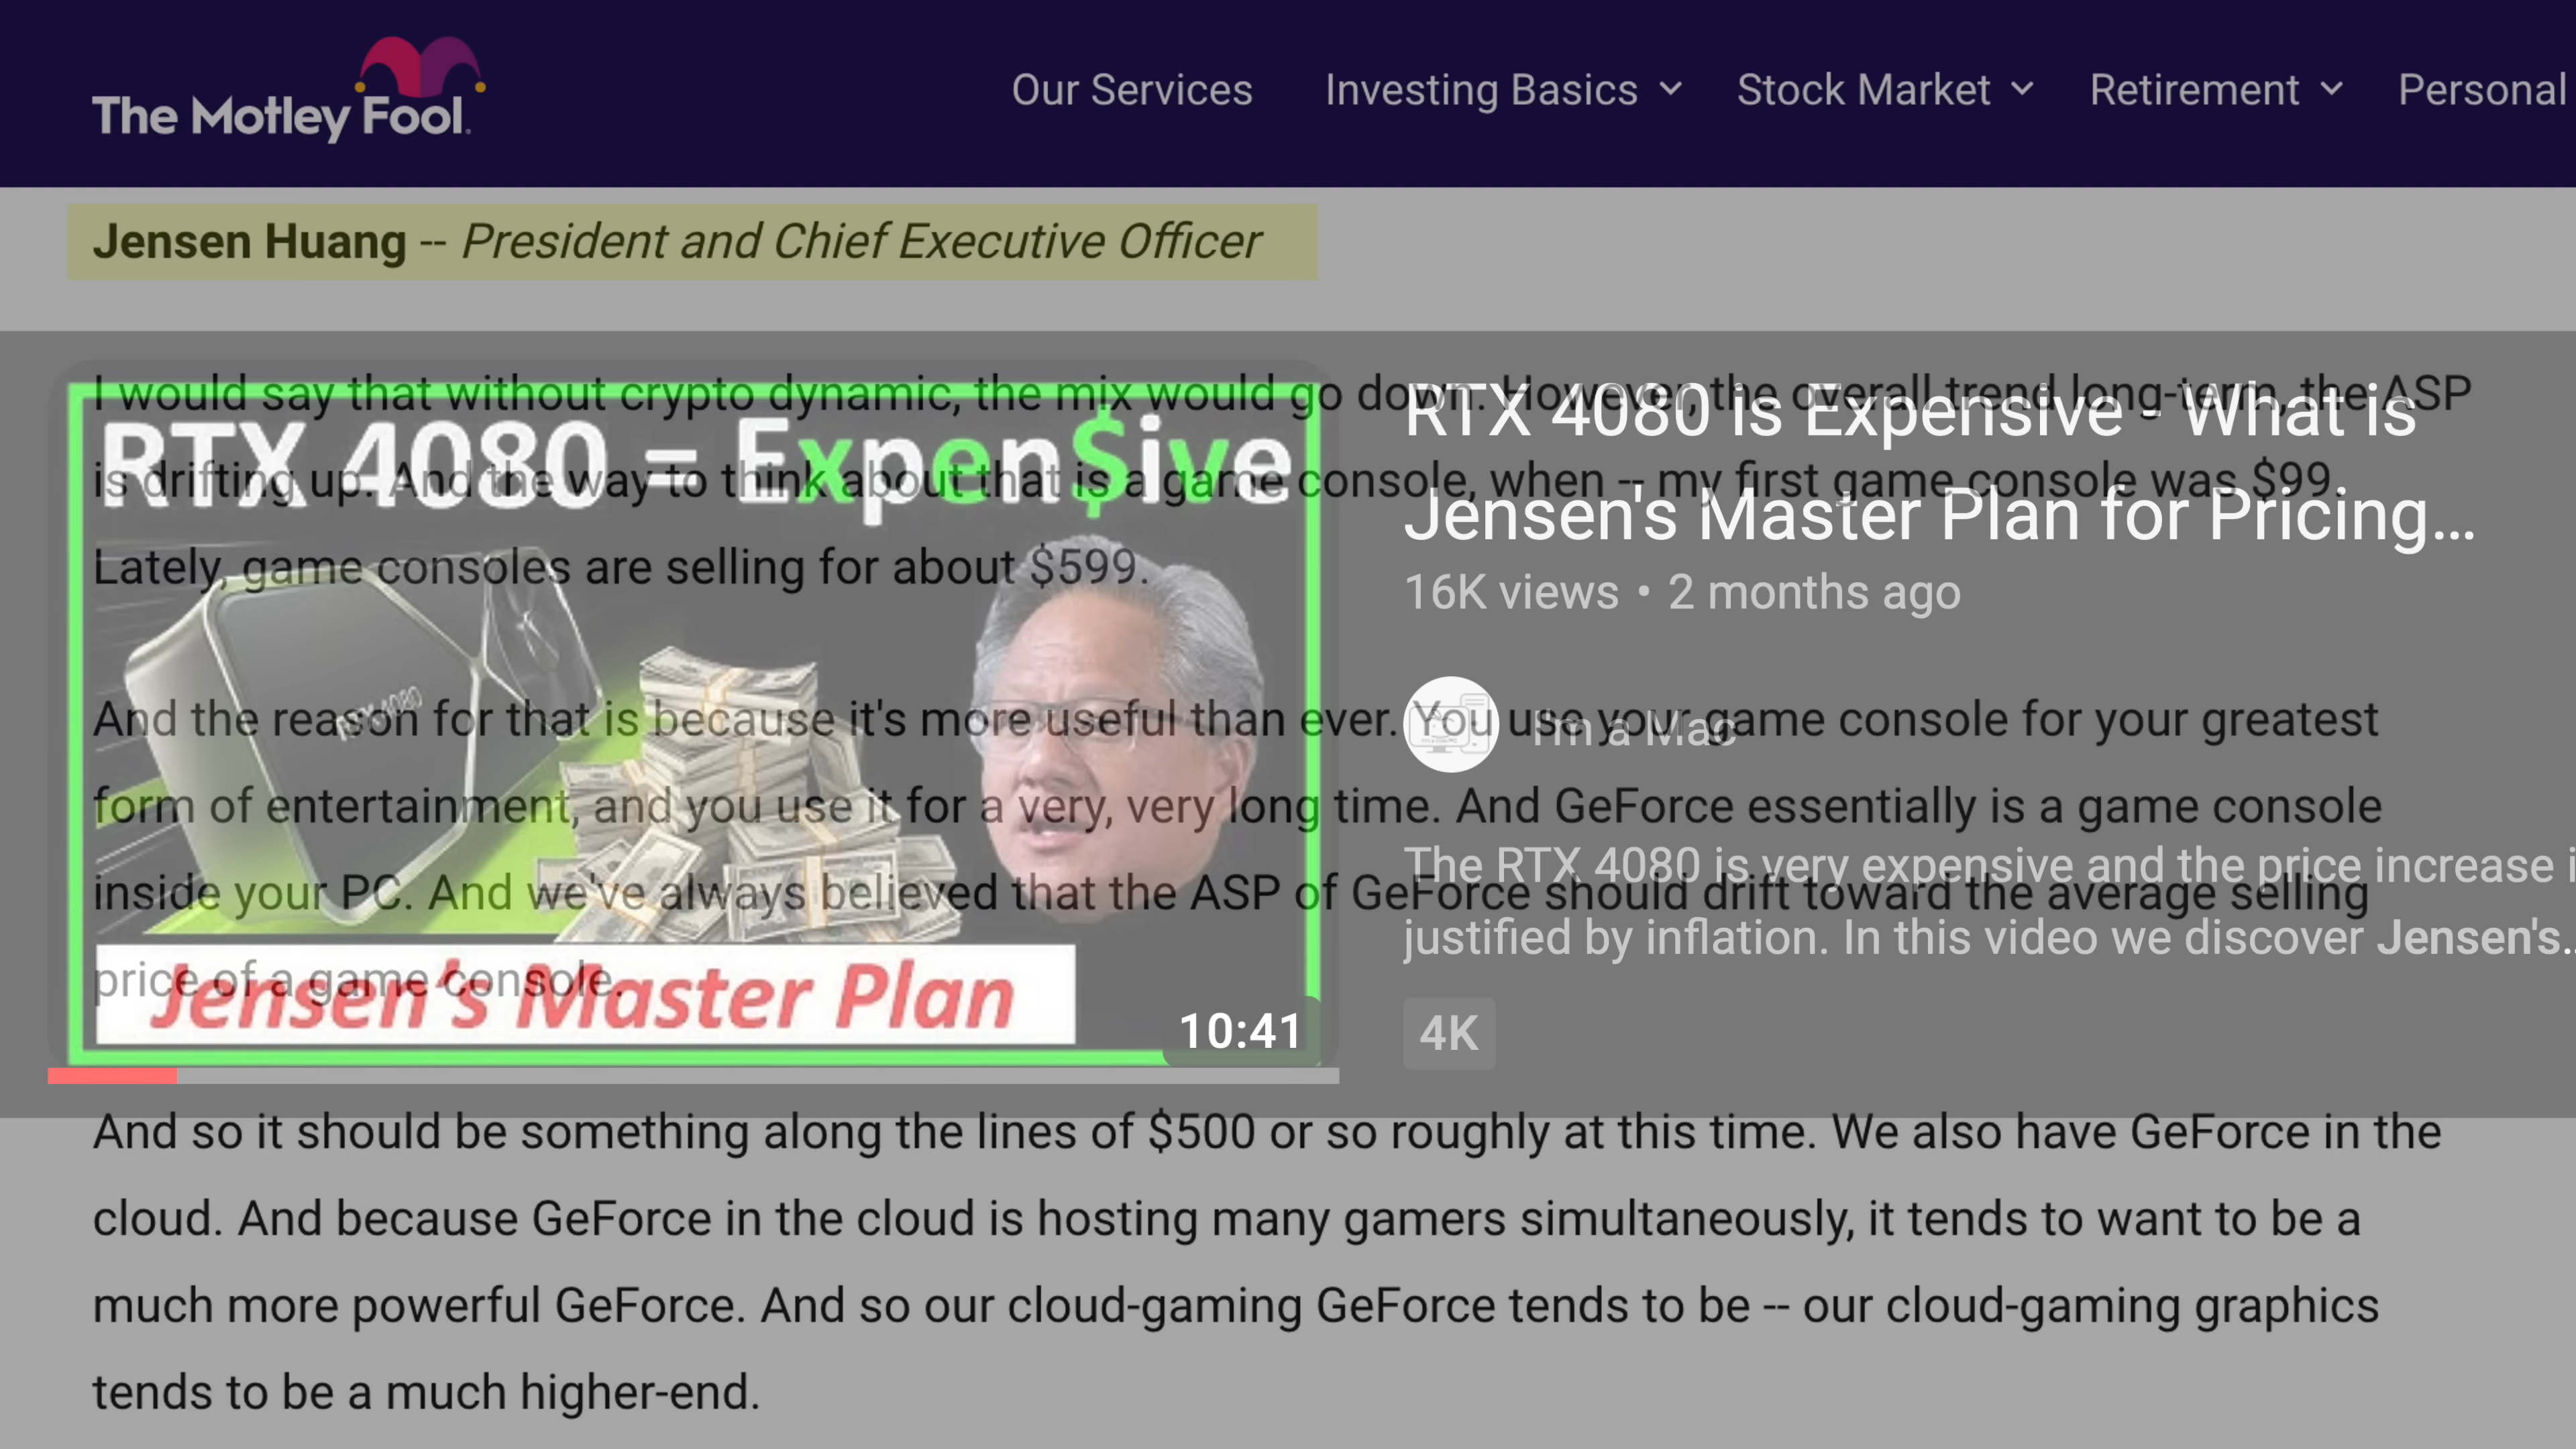 The Motley Fool.
Our Services
Investing Basics
Stock Market
Retirement
Personal
Jensen Huang -- President and Chief Executive Officer
I would say that without crypto dynamic, the mix would go down. However, the overall trend long-term, the ASP
is drifting up. And the way to think about that is a game console, when -- my first game console was $99.
Lately, game consoles are selling for about $599.
And the reason for that is because it's more useful than ever. You use your game console for your greatest
form of entertainment, and you use it for a very, very long time. And GeForce essentially is a game console
inside your PC. And we've always believed that the ASP of GeForce should drift toward the average selling
price of a game console.
RTX 4080 = Expen$ive
RTX 4080
Jensen's Master Plan
10:41
RTX 4080 is Expensive - What is
Jensen's Master Plan for Pricing...
16K views • 2 months ago
I'm a Mac
The RTX 4080 is very expensive and the price increase i
justified by inflation. In this video we discover Jensen's...
4K
And so it should be something along the lines of $500 or so roughly at this time. We also have GeForce in the
cloud. And because GeForce in the cloud is hosting many gamers simultaneously, it tends to want to be a
much more powerful GeForce. And so our cloud-gaming GeForce tends to be -- our cloud-gaming graphics
tends to be a much higher-end.